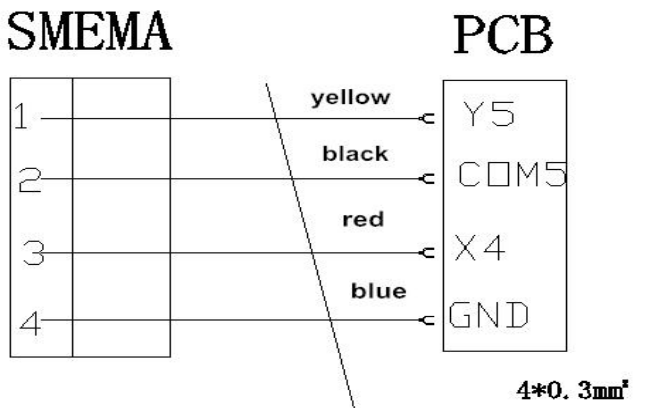 SMEMA PCB
1 yellow Y5
2 black COM5
3 red X4
4 blue GND
4*0.3mm²